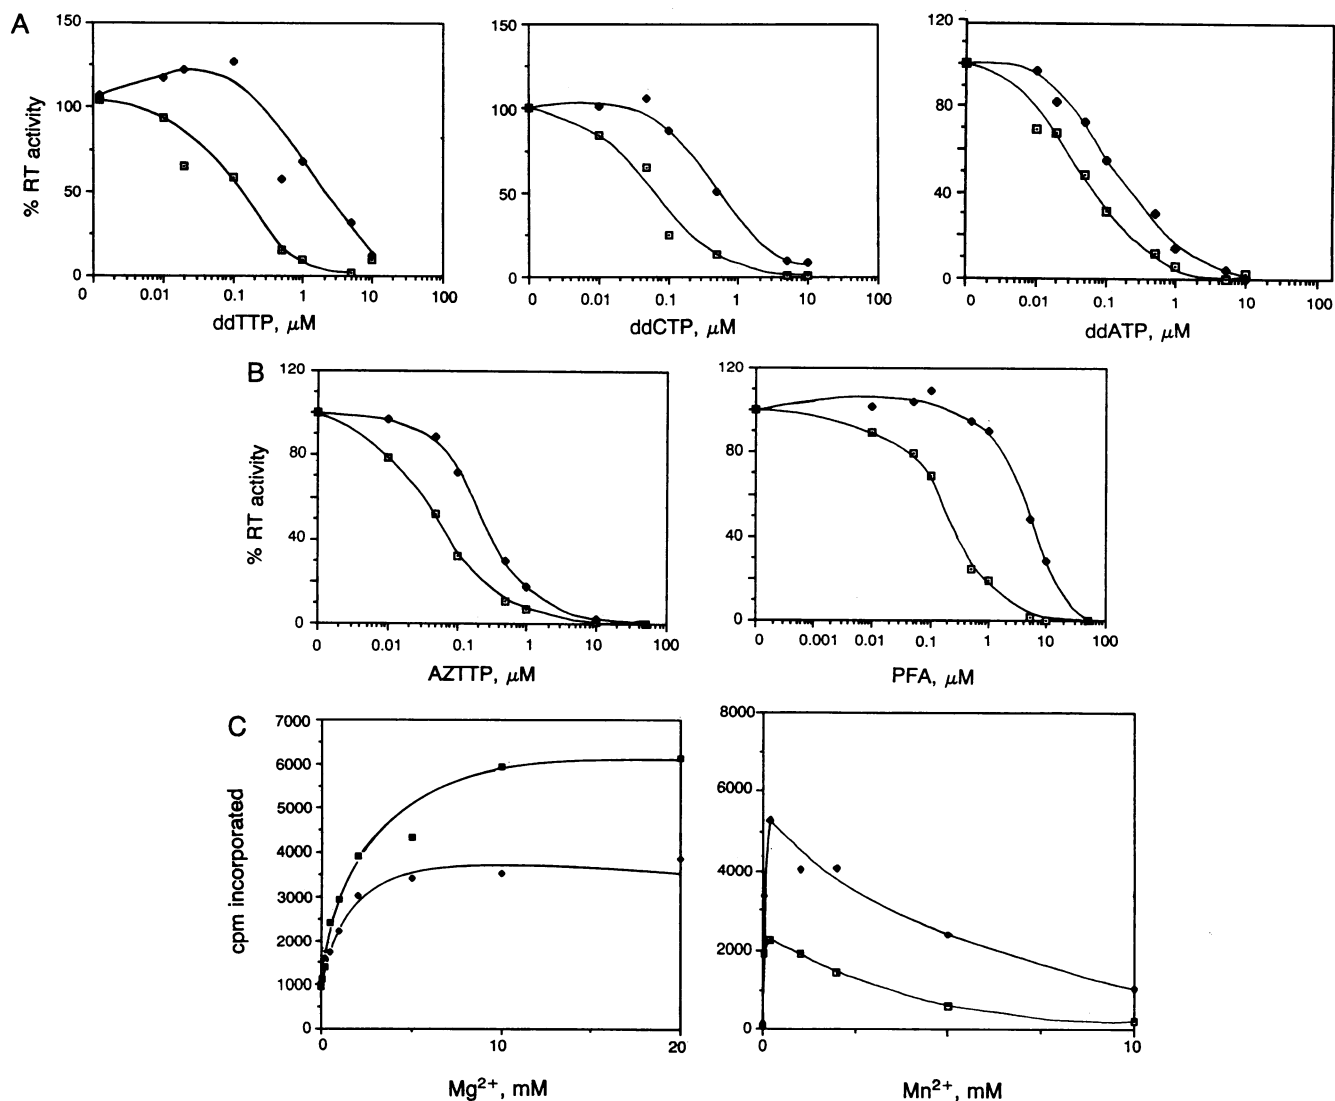 A
% RT activity
150
100
50
0
0 0.01 0.1 1 10 100
ddTTP, μM
150
100
50
0
0 0.01 0.1 1 10 100
ddCTP, μM
120
80
40
0
0 0.01 0.1 1 10 100
ddATP, μM
B
% RT activity
120
80
40
0
0 0.01 0.1 1 10 100
AZTTP, μM
120
80
40
0
0 0.001 0.01 0.1 1 10 100
PFA, μM
C
cpm incorporated
7000
6000
5000
4000
3000
2000
1000
0
0 10 20
Mg²⁺, mM
8000
6000
4000
2000
0
0 10
Mn²⁺, mM